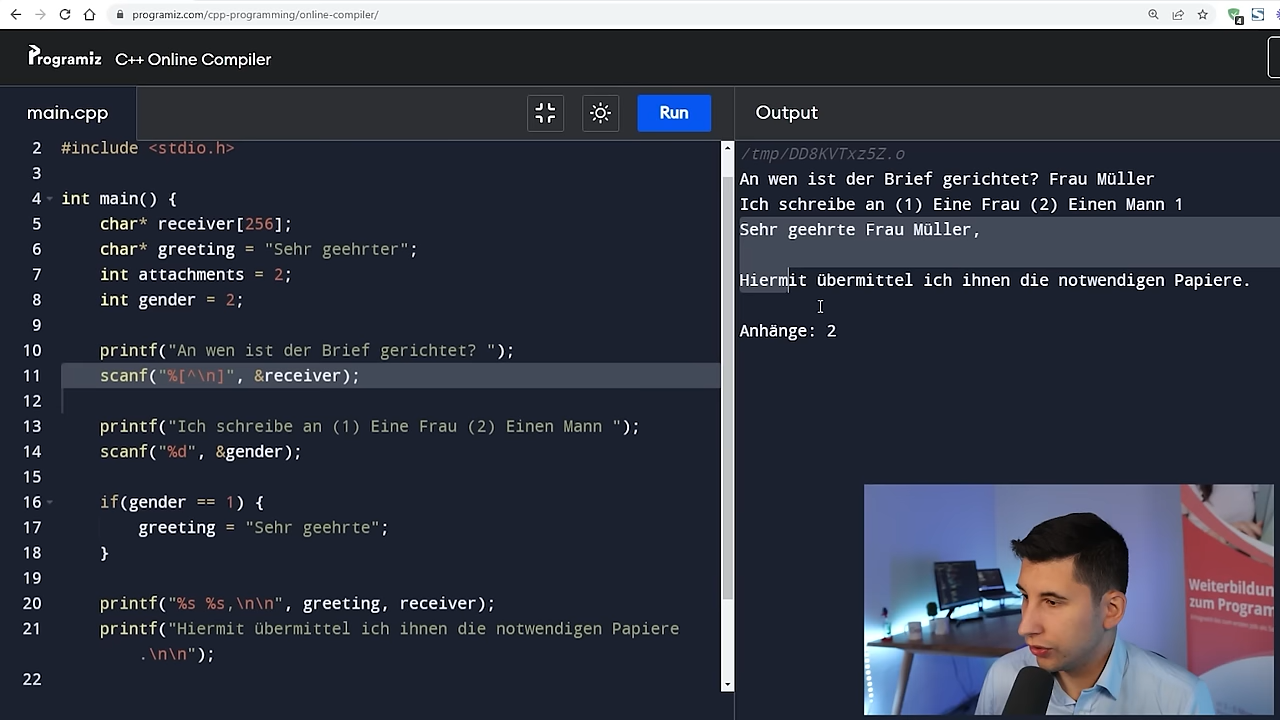 programiz.com/cpp-programming/online-compiler/
Programiz C++ Online Compiler
main.cpp
Run
Output
2 #include <stdio.h>
3
4 int main() {
5 char* receiver[256];
6 char* greeting = "Sehr geehrter";
7 int attachments = 2;
8 int gender = 2;
9
10 printf("An wen ist der Brief gerichtet? ");
11 scanf("%[^\n]", &receiver);
12
13 printf("Ich schreibe an (1) Eine Frau (2) Einen Mann ");
14 scanf("%d", &gender);
15
16 if(gender == 1) {
17 greeting = "Sehr geehrte";
18 }
19
20 printf("%s %s,\n\n", greeting, receiver);
21 printf("Hiermit übermittel ich ihnen die notwendigen Papiere
.\n\n");
22
/tmp/DD8KVTxz5Z.o
An wen ist der Brief gerichtet? Frau Müller
Ich schreibe an (1) Eine Frau (2) Einen Mann 1
Sehr geehrte Frau Müller,
Hiermit übermittel ich ihnen die notwendigen Papiere.
Anhänge: 2
Weiterbildun
zum Program